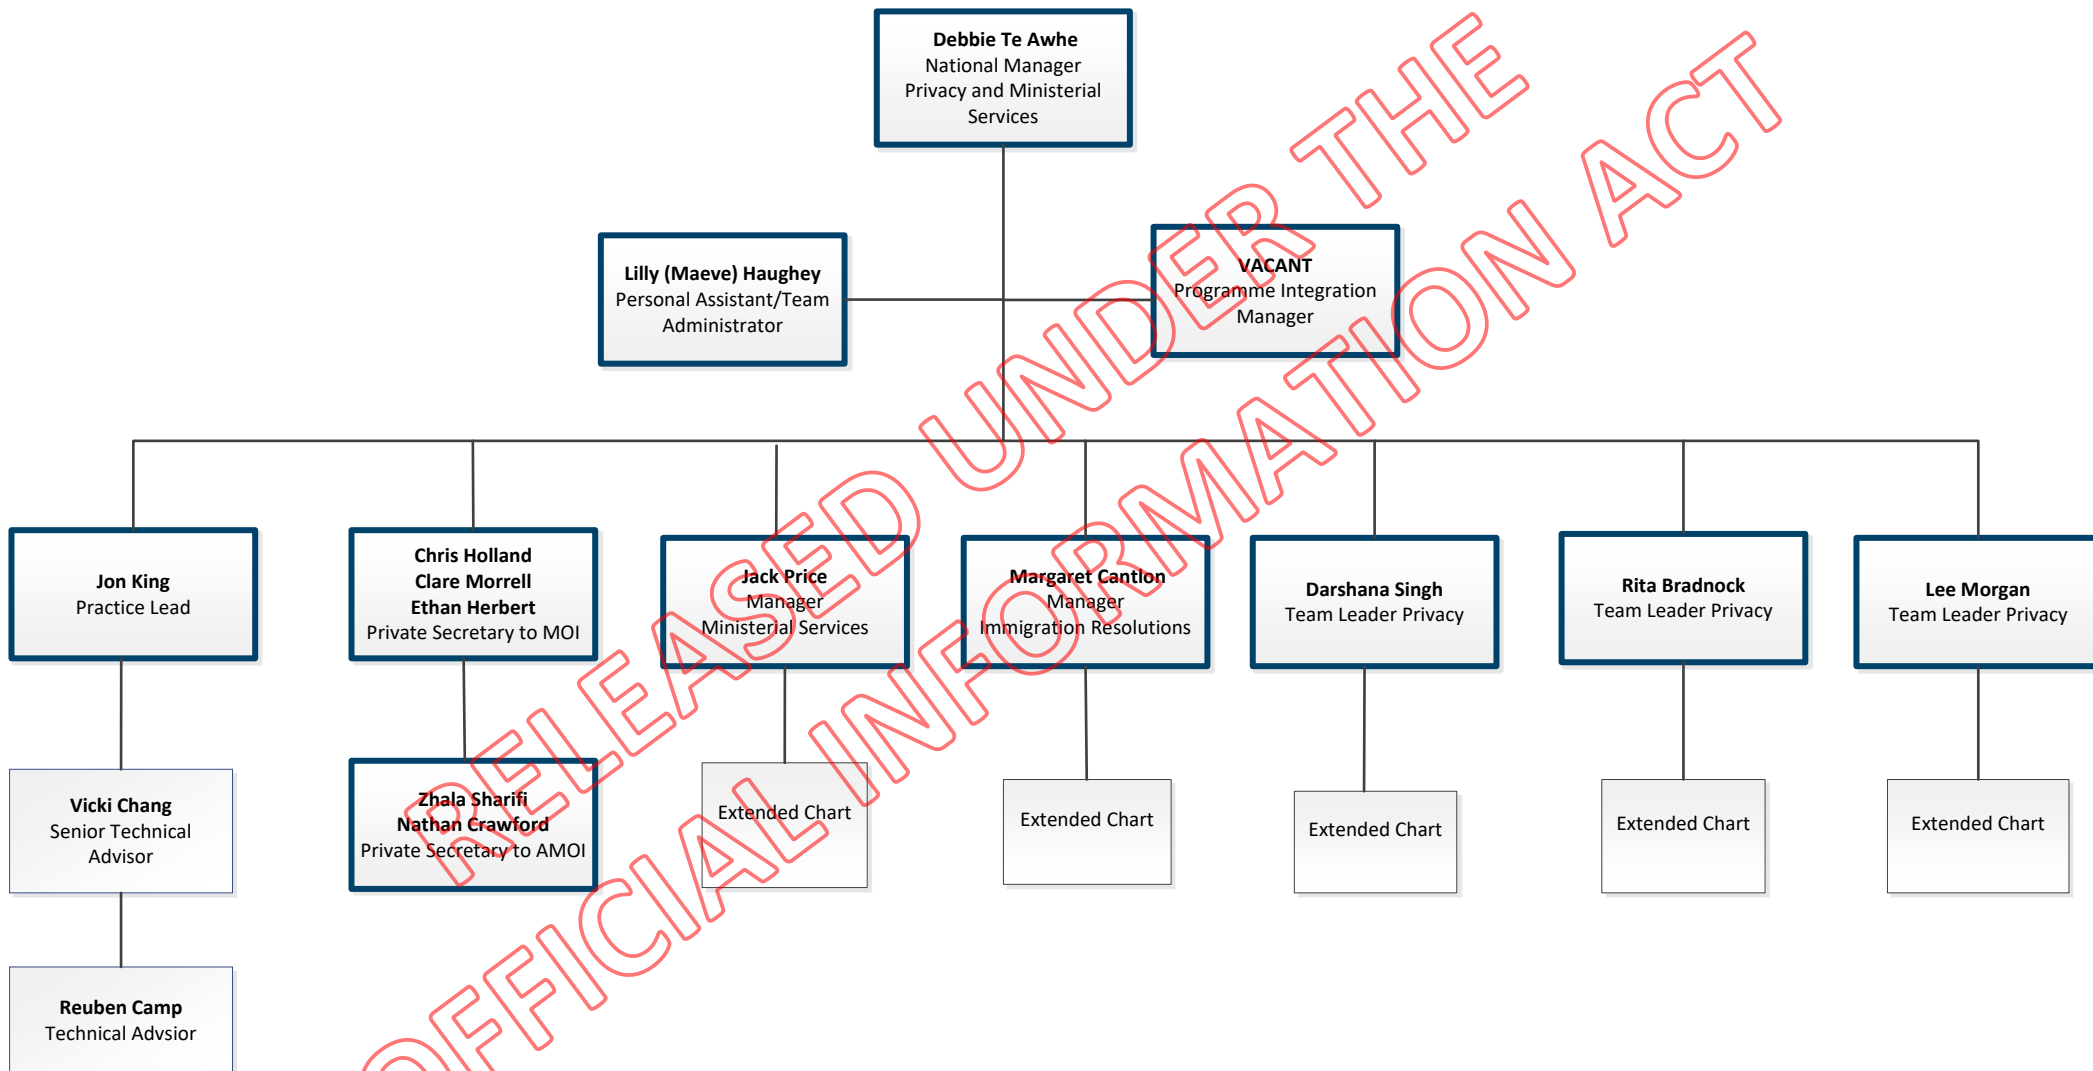 Debbie Te Awhe
National Manager
Privacy and Ministerial
Services
Lilly (Maeve) Haughey
Personal Assistant/Team
Administrator
VACANT
Programme Integration
Manager
Jon King
Practice Lead
Chris Holland
Clare Morrell
Ethan Herbert
Private Secretary to MOI
Jack Price
Manager
Ministerial Services
Margaret Cantlon
Manager
Immigration Resolutions
Darshana Singh
Team Leader Privacy
Rita Bradnock
Team Leader Privacy
Lee Morgan
Team Leader Privacy
Vicki Chang
Senior Technical
Advisor
Zhala Sharifi
Nathan Crawford
Private Secretary to AMOI
Extended Chart
Extended Chart
Extended Chart
Extended Chart
Extended Chart
Reuben Camp
Technical Advsior
RELEASED UNDER THE
OFFICIAL INFORMATION ACT